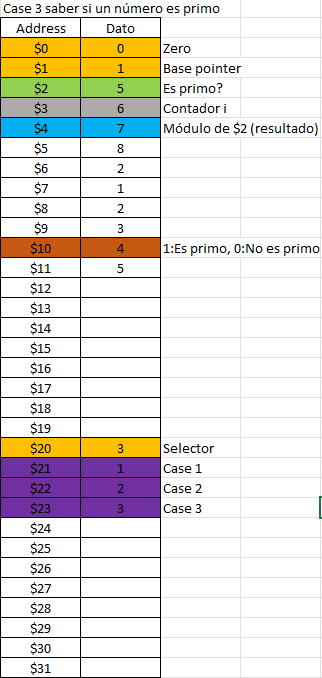 Case 3 saber si un número es primo
Address Dato
$0 0 Zero
$1 1 Base pointer
$2 5 Es primo?
$3 6 Contador i
$4 7 Módulo de $2 (resultado)
$5 8
$6 2
$7 1
$8 2
$9 3
$10 4 1:Es primo, 0:No es primo
$11 5
$12
$13
$14
$15
$16
$17
$18
$19
$20 3 Selector
$21 1 Case 1
$22 2 Case 2
$23 3 Case 3
$24
$25
$26
$27
$28
$29
$30
$31